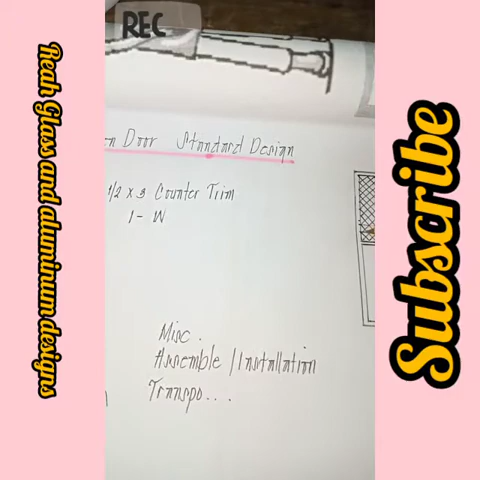 REC
Reah Glass and aluminum designs
en Door Standard Design
1/2 x 3 Counter Trim
1- W
Misc.
Assemble / Installation
Transpo...
Subscribe